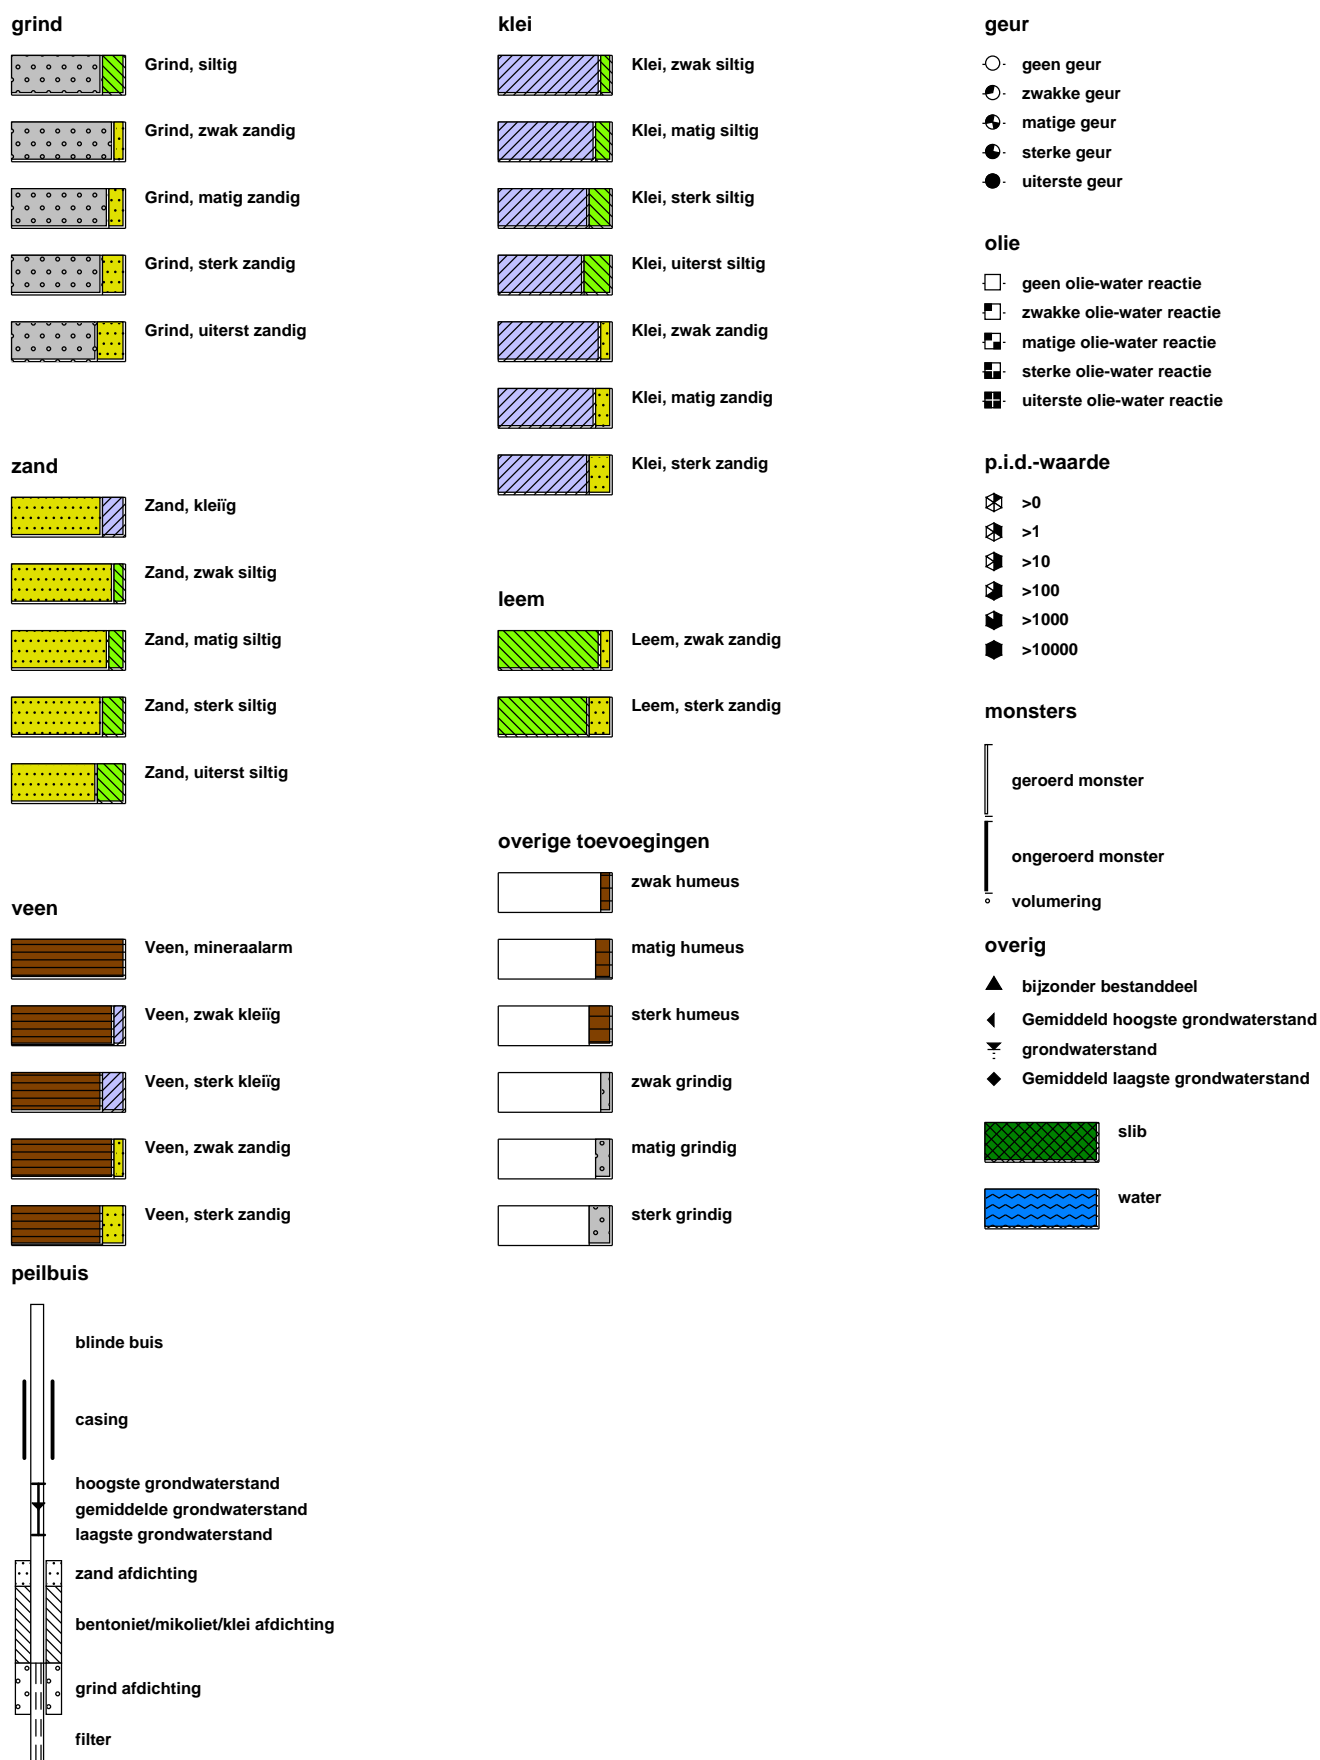 grind
Grind, siltig
Grind, zwak zandig
Grind, matig zandig
Grind, sterk zandig
Grind, uiterst zandig
zand
Zand, kleiïg
Zand, zwak siltig
Zand, matig siltig
Zand, sterk siltig
Zand, uiterst siltig
veen
Veen, mineraalarm
Veen, zwak kleiïg
Veen, sterk kleiïg
Veen, zwak zandig
Veen, sterk zandig
peilbuis
blinde buis
casing
hoogste grondwaterstand
gemiddelde grondwaterstand
laagste grondwaterstand
zand afdichting
bentoniet/mikoliet/klei afdichting
grind afdichting
filter
klei
Klei, zwak siltig
Klei, matig siltig
Klei, sterk siltig
Klei, uiterst siltig
Klei, zwak zandig
Klei, matig zandig
Klei, sterk zandig
leem
Leem, zwak zandig
Leem, sterk zandig
overige toevoegingen
zwak humeus
matig humeus
sterk humeus
zwak grindig
matig grindig
sterk grindig
geur
geen geur
zwakke geur
matige geur
sterke geur
uiterste geur
olie
geen olie-water reactie
zwakke olie-water reactie
matige olie-water reactie
sterke olie-water reactie
uiterste olie-water reactie
p.i.d.-waarde
>0
>1
>10
>100
>1000
>10000
monsters
geroerd monster
ongeroerd monster
volumering
overig
bijzonder bestanddeel
Gemiddeld hoogste grondwaterstand
grondwaterstand
Gemiddeld laagste grondwaterstand
slib
water